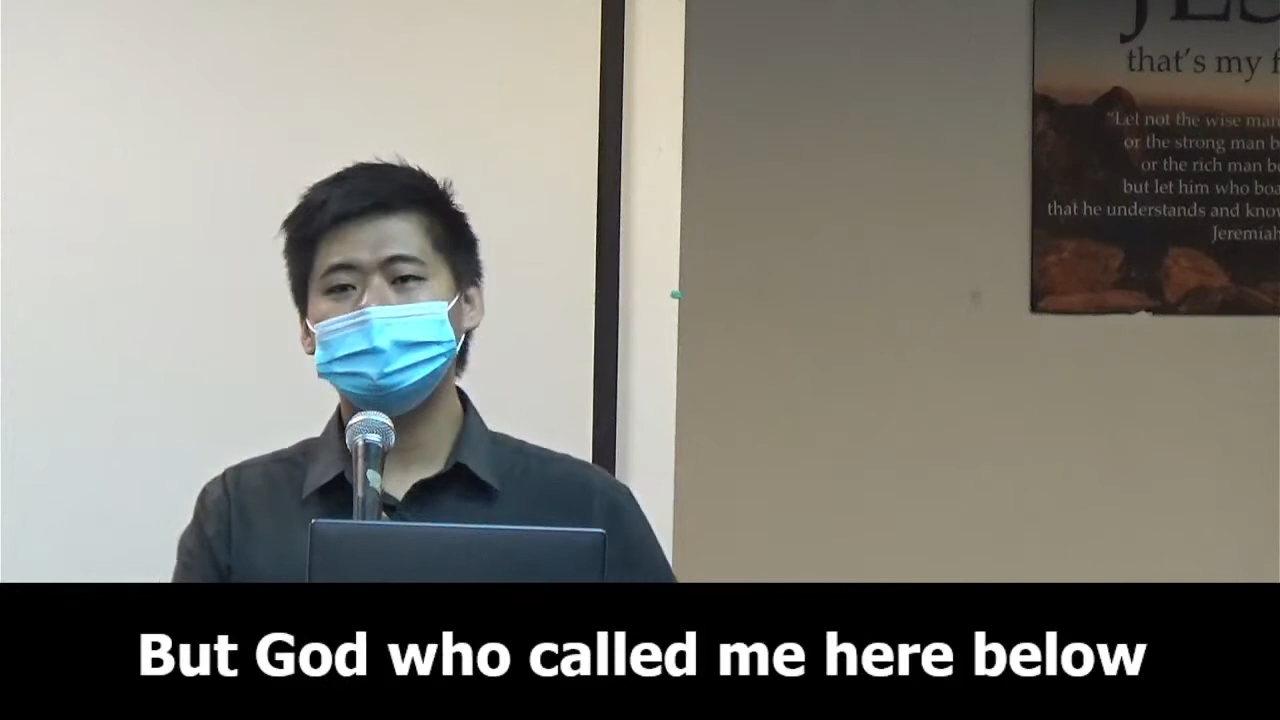 that's my
"Let not the wise man
or the strong man
or the rich man
but let him who
that he understands and
Jeremiah
But God who called me here below